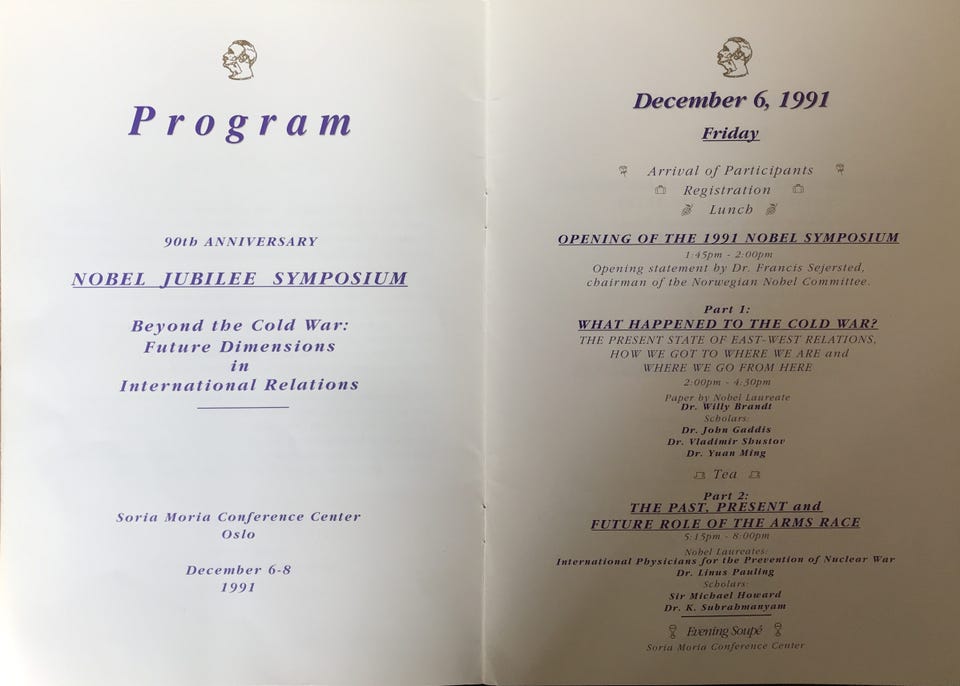 Program
90th ANNIVERSARY
NOBEL JUBILEE SYMPOSIUM
Beyond the Cold War:
Future Dimensions
in
International Relations
Soria Moria Conference Center
Oslo
December 6-8
1991
December 6, 1991
Friday
Arrival of Participants
Registration
Lunch
OPENING OF THE 1991 NOBEL SYMPOSIUM
1:45pm - 2:00pm
Opening statement by Dr. Francis Sejersted,
chairman of the Norwegian Nobel Committee.
Part 1:
WHAT HAPPENED TO THE COLD WAR?
THE PRESENT STATE OF EAST-WEST RELATIONS,
HOW WE GOT TO WHERE WE ARE and
WHERE WE GO FROM HERE
2:00pm - 4:30pm
Paper by Nobel Laureate
Dr. Willy Brandt
Scholars:
Dr. John Gaddis
Dr. Vladimir Shustov
Dr. Yuan Ming
Tea
Part 2:
THE PAST, PRESENT and
FUTURE ROLE OF THE ARMS RACE
5:15pm - 8:00pm
Nobel Laureates:
International Physicians for the Prevention of Nuclear War
Dr. Linus Pauling
Scholars:
Sir Michael Howard
Dr. K. Subrahmanyam
Evening Soupé
Soria Moria Conference Center